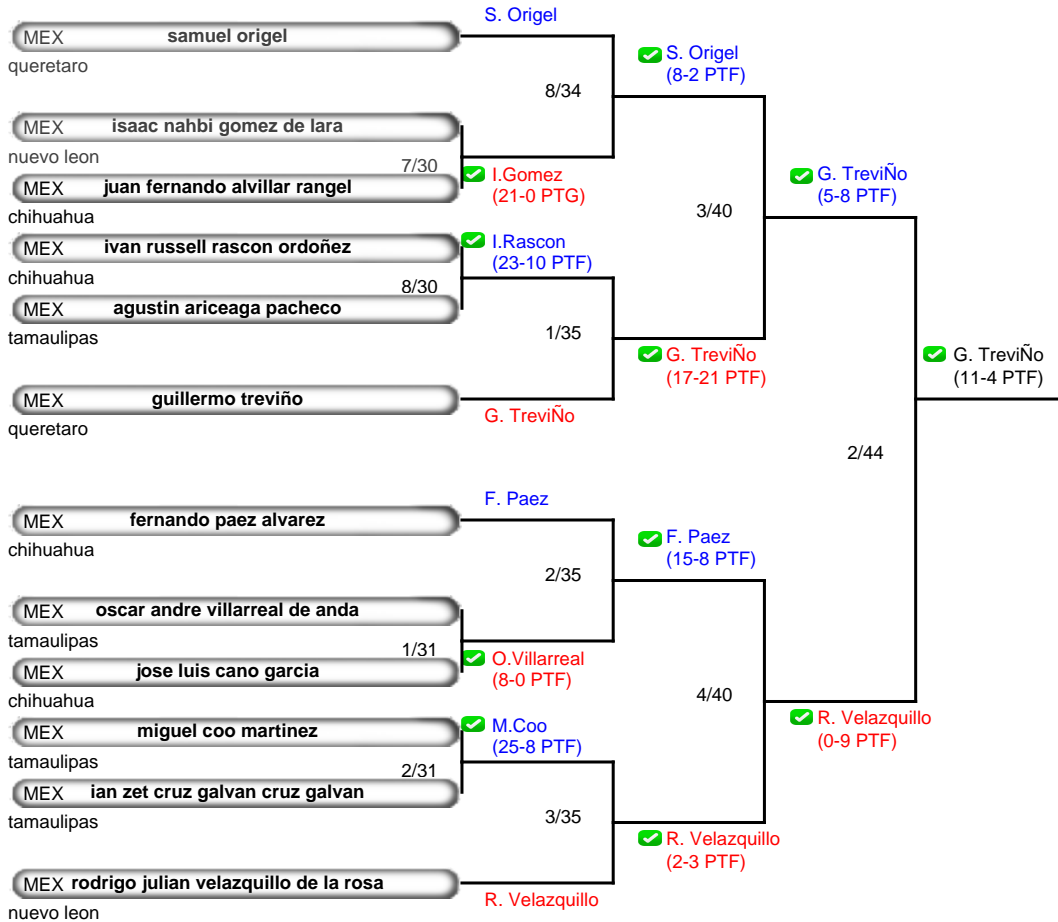 S. Origel
MEX samuel origel
queretaro
S. Origel
(8-2 PTF)
8/34
MEX isaac nahbi gomez de lara
nuevo leon
7/30
I.Gomez
(21-0 PTG)
MEX juan fernando alvillar rangel
chihuahua
G. TreviÑo
(5-8 PTF)
3/40
MEX ivan russell rascon ordoñez
chihuahua
I.Rascon
(23-10 PTF)
8/30
MEX agustin ariceaga pacheco
tamaulipas
1/35
G. TreviÑo
(17-21 PTF)
G. TreviÑo
(11-4 PTF)
MEX guillermo treviño
queretaro
G. TreviÑo
2/44
F. Paez
MEX fernando paez alvarez
chihuahua
F. Paez
(15-8 PTF)
2/35
MEX oscar andre villarreal de anda
tamaulipas
1/31
O.Villarreal
(8-0 PTF)
MEX jose luis cano garcia
chihuahua
4/40
R. Velazquillo
(0-9 PTF)
MEX miguel coo martinez
tamaulipas
M.Coo
(25-8 PTF)
2/31
MEX ian zet cruz galvan cruz galvan
tamaulipas
3/35
R. Velazquillo
(2-3 PTF)
MEX rodrigo julian velazquillo de la rosa
nuevo leon
R. Velazquillo